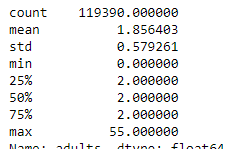 count 119390.000000
mean 1.856403
std 0.579261
min 0.000000
25% 2.000000
50% 2.000000
75% 2.000000
max 55.000000
Name: adults, dtype: float64